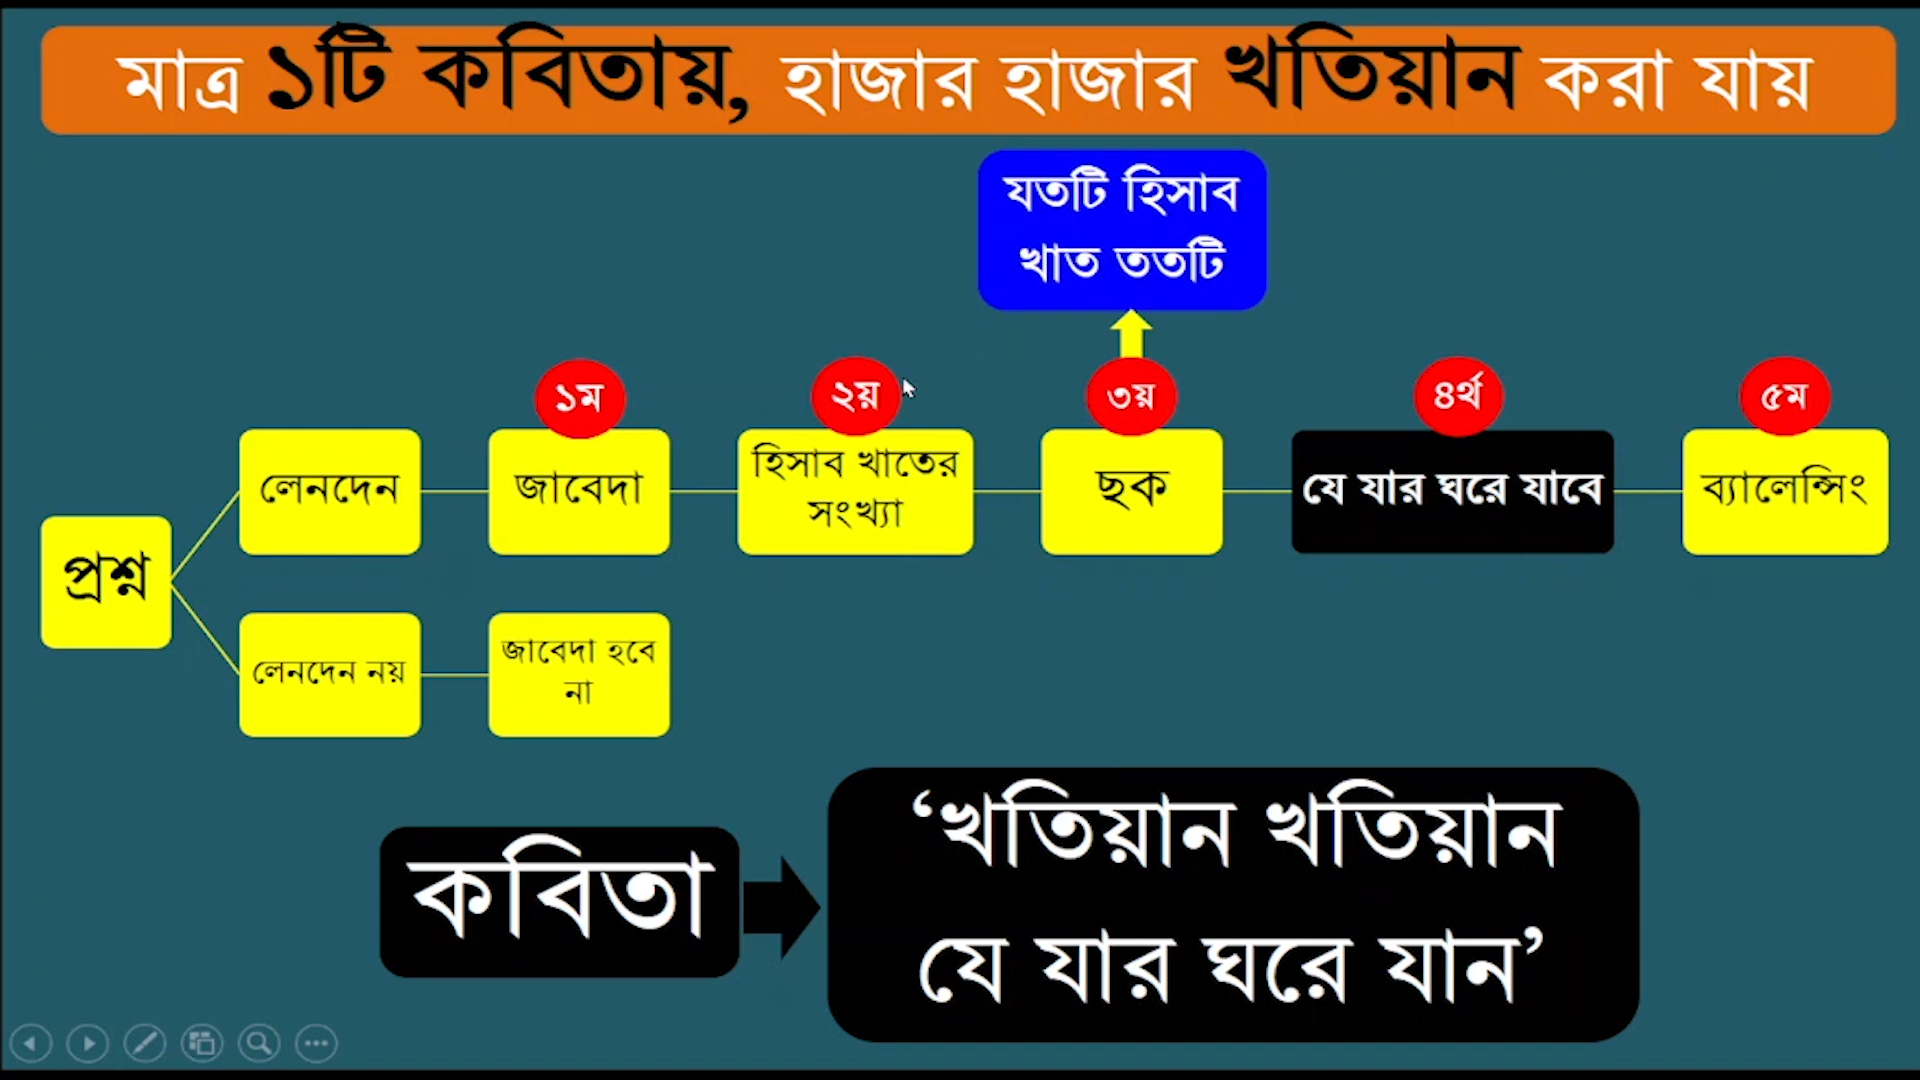 মাত্র ১টি কবিতায়, হাজার হাজার খতিয়ান করা যায়
যতটি হিসাব
খাত ততটি
১ম
২য়
৩য়
৪র্থ
৫ম
লেনদেন
জাবেদা
হিসাব খাতের
সংখ্যা
ছক
যে যার ঘরে যাবে
ব্যালেন্সিং
প্রশ্ন
লেনদেন নয়
জাবেদা হবে
না
কবিতা
‘খতিয়ান খতিয়ান
যে যার ঘরে যান’